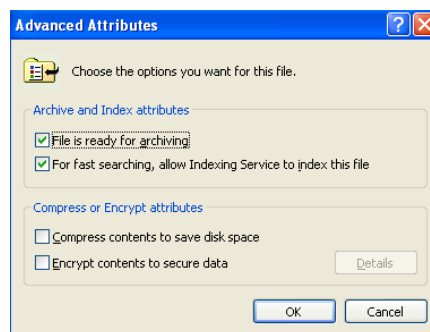 Advanced Attributes
Choose the options you want for this file.
Archive and Index attributes
File is ready for archiving
For fast searching, allow Indexing Service to index this file
Compress or Encrypt attributes
Compress contents to save disk space
Encrypt contents to secure data
Details
OK
Cancel